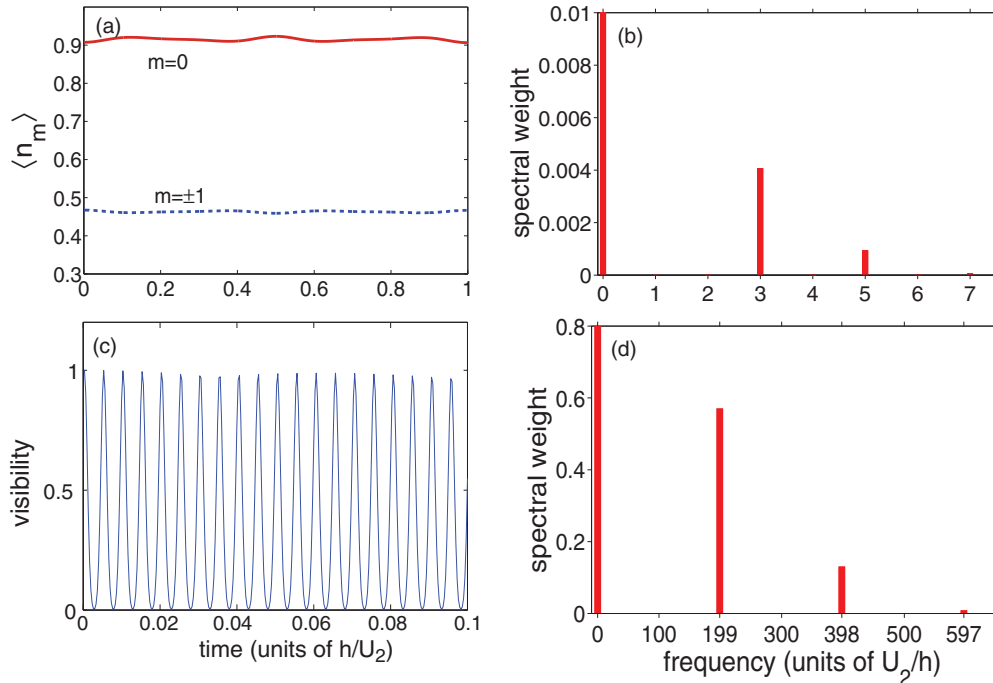 (a)
0.9
0.8
0.7
0.6
0.5
0.4
0.3
⟨n_m⟩
m=0
m=±1
0 0.2 0.4 0.6 0.8 1
(b)
0.01
0.008
0.006
0.004
0.002
0
spectral weight
0 1 2 3 4 5 6 7
(c)
1
0.5
0
visibility
0 0.02 0.04 0.06 0.08 0.1
time (units of h/U₂)
(d)
0.8
0.6
0.4
0.2
0
spectral weight
0 100 199 300 398 500 597
frequency (units of U₂/h)